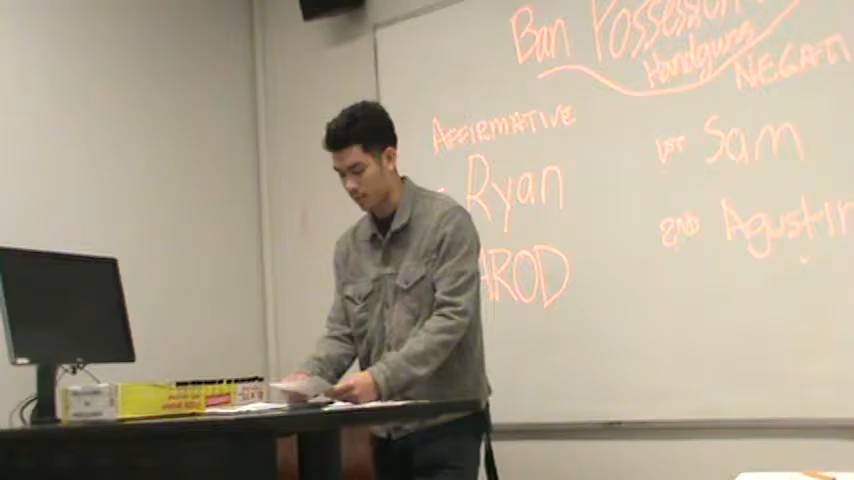 Ban Possession
Handguns
AFFIRMATIVE
NEGATI
Ryan
1ST Sam
AROD
2ND Agustin